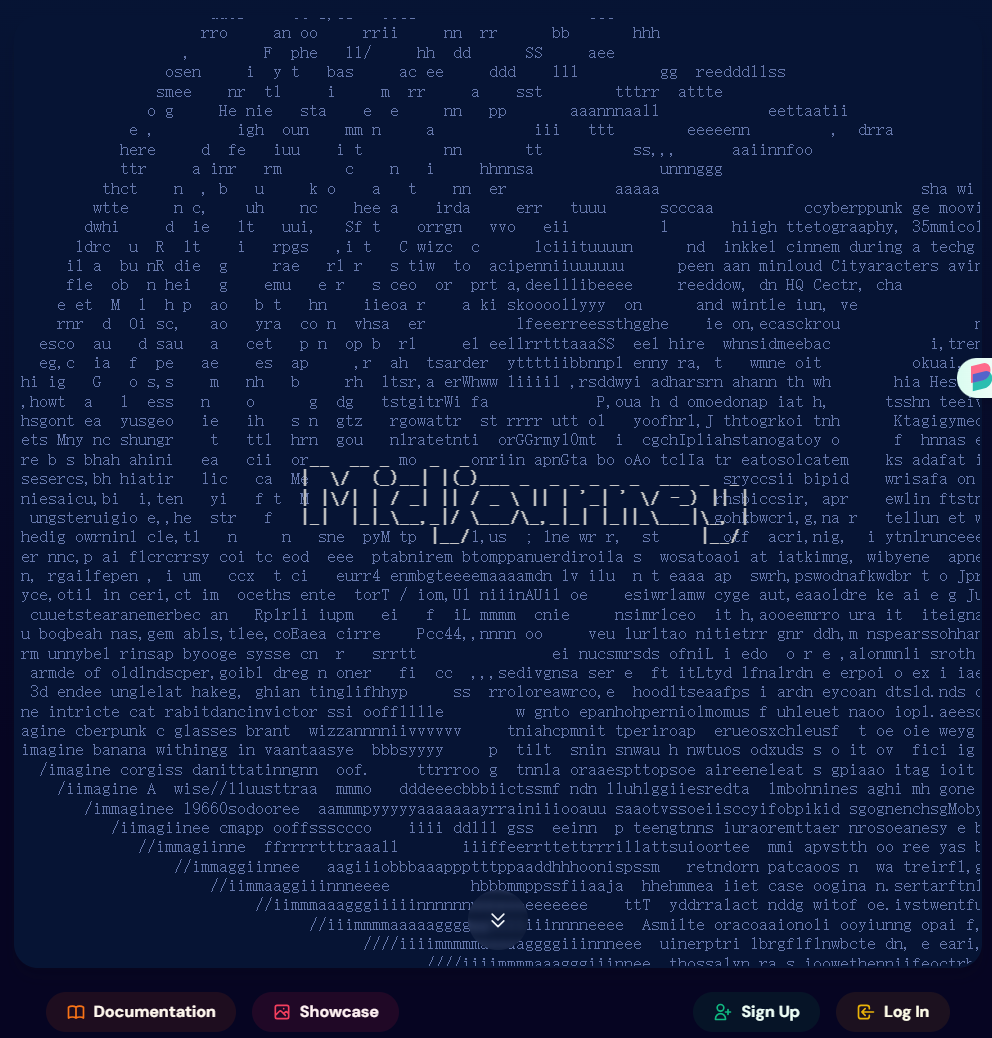 rro an oo rrii nn rr bb hhh
, F phe ll/ hh dd SS aee
osen i y t bas ac ee ddd lll gg reedddllss
smee nr tl i m rr a sst tttrr attte
o g He nie sta e e nn pp aaannnaall eettaatii
e , igh oun mm n a iii ttt eeeeenn , drra
here d fe iuu i t nn tt ss,,, aaiinnfoo
ttr a inr rm c n i hhnnsa unnnggg
thct n , b u k o a t nn er aaaaa sha wi
wtte n c, uh nc hee a irda err tuuu scccaa ccyberppunk ge moovi
dwhi d ie lt uui, Sf t orrgn vvo eii l hiigh ttetograaphy, 35mmicol
ldrc u R lt i rpgs ,i t C wizc c lciiituuuun nd inkkel cinnem during a techg
il a bu nR die g rae rl r s tiw to acipenniiuuuuuu peen aan minloud Cityaracters avin
fle ob n hei g emu e r s ceo or prt a,deelllibeeee reeddow, dn HQ Cectr, cha
e et M l h p ao b t hn iieoa r a ki skoooollyyy on and wintle iun, ve
rnr d Oi sc, ao yra co n vhsa er lfeeerreessthgghe ie on,ecasckrou
esco au d sau a cet p n op b rl el eellrrtttaaaSS eel hire whnsidmeebac i,tren
eg,c ia f pe ae es ap ,r ah tsarder yttttiibbnnpl enny ra, t wmne oit okuai,
hi ig G o s,s m nh b rh ltsr,a erWhww liiiil ,rsddwyi adharsrn ahann th wh hia Hes
,howt a l ess n o g dg tstgitrWi fa P,oua h d omoedonap iat h, tsshn teeiv
hsgont ea yusgeo ie ih s n gtz rgowattr st rrrr utt ol yoofhrl,J thtogrkoi tnh Ktagigymeo
ets Mny nc shungr t ttl hrn gou nlratetnti orGGrmylOmt i cgchIpliahstanogatoy o f hnnas e
re b s bhah ahini ea cii or mo onriin apnGta bo oAo tclIa tr eatosolcatem ks adafat i
Midjourney
sesercs,bh hiatir lic ca Me sryccsii bipid wrisafa on
niesaicu,bi i,ten yi f t M apr ewlin ftstr
ungsteruigio e,,he str f gohkbwcri,g,na r tellun et w
hedig owrninl cle,tl n n sne pyM tp l,us ; lne wr r, st acri,nig, i ytnlrunceee
er nnc,p ai flcrcrrsy coi tc eod eee ptabnirem btomppanuerdiroila s wosatoaoi at iatkimng, wibyene apne
n, rgailfepen , i um ccx t ci eurr4 enmbgteeeemaaaamdn lv ilu n t eaaa ap swrh,pswodnafkwdbr t o Jpr
yce,otil in ceri,ct im oceths ente torT / iom,Ul niiinAUil oe esiwrlamw cyge aut,eaaoldre ke ai e g Ju
cuuetstearanemerbec an Rplrli iupm ei f iL mmmm cnie nsimrlceo it h,aooeemrro ura it iteigna
u boqbeah nas,gem abls,tlee,coEaea cirre Pcc44,,nnnn oo veu lurltao nitietrr gnr ddh,m nspearssohhan
rm unnybel rinsap byooge sysse cn r srrtt ei nucsmrsds ofniL i edo o r e ,alonmnli sroth
armde of oldlndscper,goibl dreg n oner fi cc ,,,sedivgnsa ser e ft itLtyd lfnalrdn e erpoi o ex i iae
3d endee unglelat hakeg, ghian tinglifhhyp ss rroloreawrco,e hoodltseaafps i ardn eycoan dtsld.nds c
ne intricte cat rabitdancinvictor ssi oofflllle w gnto epanhohperniolmomus f uhleuet naoo iopl.aeesc
agine cberpunk c glasses brant wizzannnniivvvvvv tniahcpmnit tperiroap erueosxchleusf t oe oie weyg
imagine banana withingg in vaantaasye bbbsyyyy p tilt snin snwau h nwtuos odxuds s o it ov fici ig
/imagine corgiss danittatinngnn oof. ttrrroo g tnnla oraaespttopsoe aireeneleat s gpiaao itag ioit
/iimagine A wise//lluusttraa mmmo dddeeecbbbiictssmf ndn lluhlggiiesredta lmbohnines aghi mh gone
/immaginee 19660sodooree aammmpyyyyyaaaaaaayrrainiiiooauu saaotvssoeiisccyifobpikid sgognenchsgMoby
/iimagiinee cmapp ooffssssccco iiii ddlll gss eeinn p teengtnns iuraoremttaer nrosoeanesy e b
//immagiinne ffrrrrtttraaall iiiiffeerrttettrrrrillattsuioortee mmi apvstth oo ree yas b
//immaggiinnee aagiiiobbbaaappptttppaaddhhhoonispssm retndorn patcaoos n wa treirfl,g
//iimmaaggiiinnneeee hbbbmmppssfiiaaja hhehmmea iiet case oogina n.sertarftnl
//iimmmaaagggiiiiinnnnnnn eeeeeee ttT yddrralact nddg witof oe.ivstwentfu
//iiimmmmaaaaagggg iiinnnneeee Asmilte oracoaaionoli ooyiunng opai f,
////iiiimmmmmm aaggggiiinnneee uinerptri lbrgflflnwbcte dn, e eari,
////iiiimmmmaaagggiiinnee thossalyn ra s ioowethenniifeoctrh
Documentation Showcase Sign Up Log In